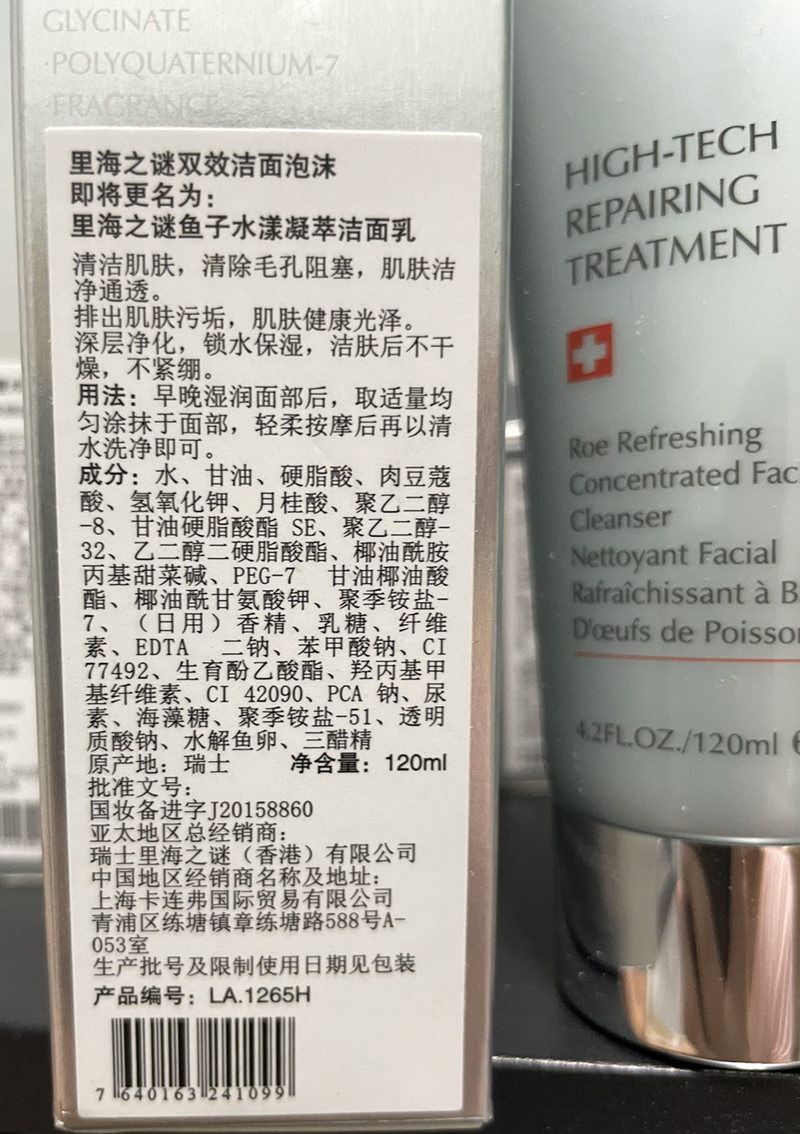 GLYCINATE
·POLYQUATERNIUM-7
·FRAGRANCE
里海之谜双效洁面泡沫
即将更名为：
里海之谜鱼子水漾凝萃洁面乳
清洁肌肤，清除毛孔阻塞，肌肤洁
净通透。
排出肌肤污垢，肌肤健康光泽。
深层净化，锁水保湿，洁肤后不干
燥，不紧绷。
用法：早晚湿润面部后，取适量均
匀涂抹于面部，轻柔按摩后再以清
水洗净即可。
成分：水、甘油、硬脂酸、肉豆蔻
酸、氢氧化钾、月桂酸、聚乙二醇
-8、甘油硬脂酸酯 SE、聚乙二醇-
32、乙二醇二硬脂酸酯、椰油酰胺
丙基甜菜碱、PEG-7 甘油椰油酸
酯、椰油酰甘氨酸钾、聚季铵盐-
7、（日用）香精、乳糖、纤维
素、EDTA 二钠、苯甲酸钠、CI
77492、生育酚乙酸酯、羟丙基甲
基纤维素、CI 42090、PCA 钠、尿
素、海藻糖、聚季铵盐-51、透明
质酸钠、水解鱼卵、三醋精
原产地：瑞士 净含量：120ml
批准文号：
国妆备进字J20158860
亚太地区总经销商：
瑞士里海之谜（香港）有限公司
中国地区经销商名称及地址：
上海卡连弗国际贸易有限公司
青浦区练塘镇章练塘路588号A-
053室
生产批号及限制使用日期见包装
产品编号：LA.1265H
7 640163 241099
HIGH-TECH
REPAIRING
TREATMENT
Roe Refreshing
Concentrated Fac
Cleanser
Nettoyant Facial
Rafraîchissant à B
D'œufs de Poisso
4.2FL.OZ./120ml e